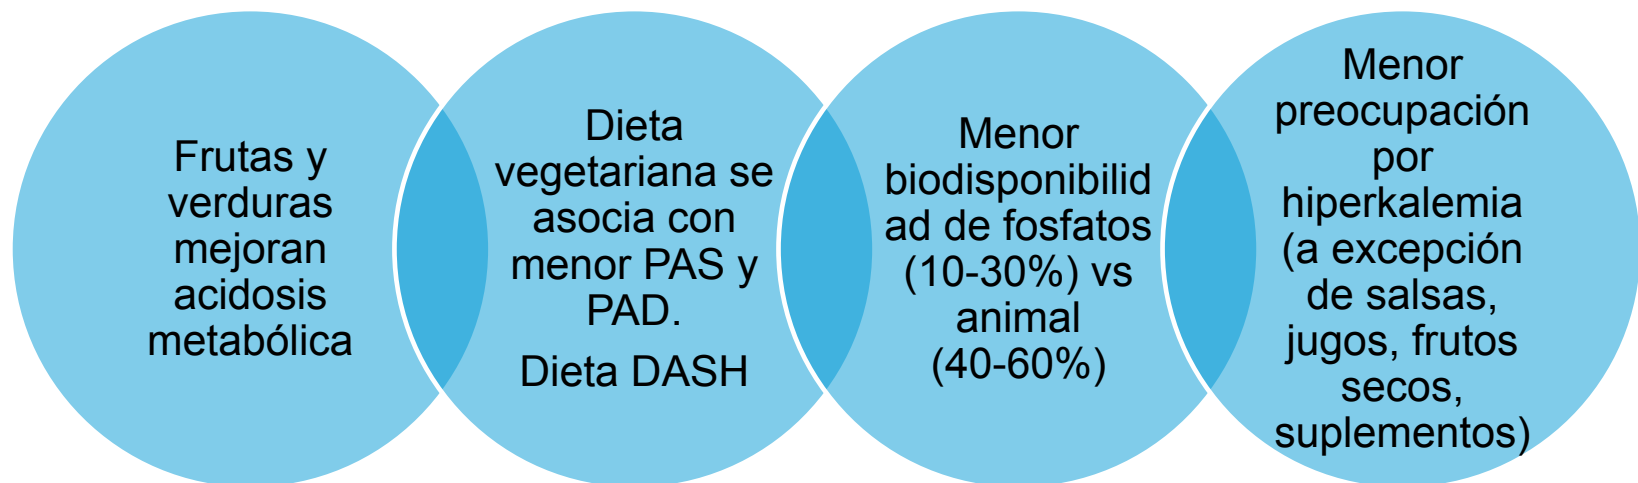 Frutas y
verduras
mejoran
acidosis
metabólica
Dieta
vegetariana se
asocia con
menor PAS y
PAD.
Dieta DASH
Menor
biodisponibilid
ad de fosfatos
(10-30%) vs
animal
(40-60%)
Menor
preocupación
por
hiperkalemia
(a excepción
de salsas,
jugos, frutos
secos,
suplementos)